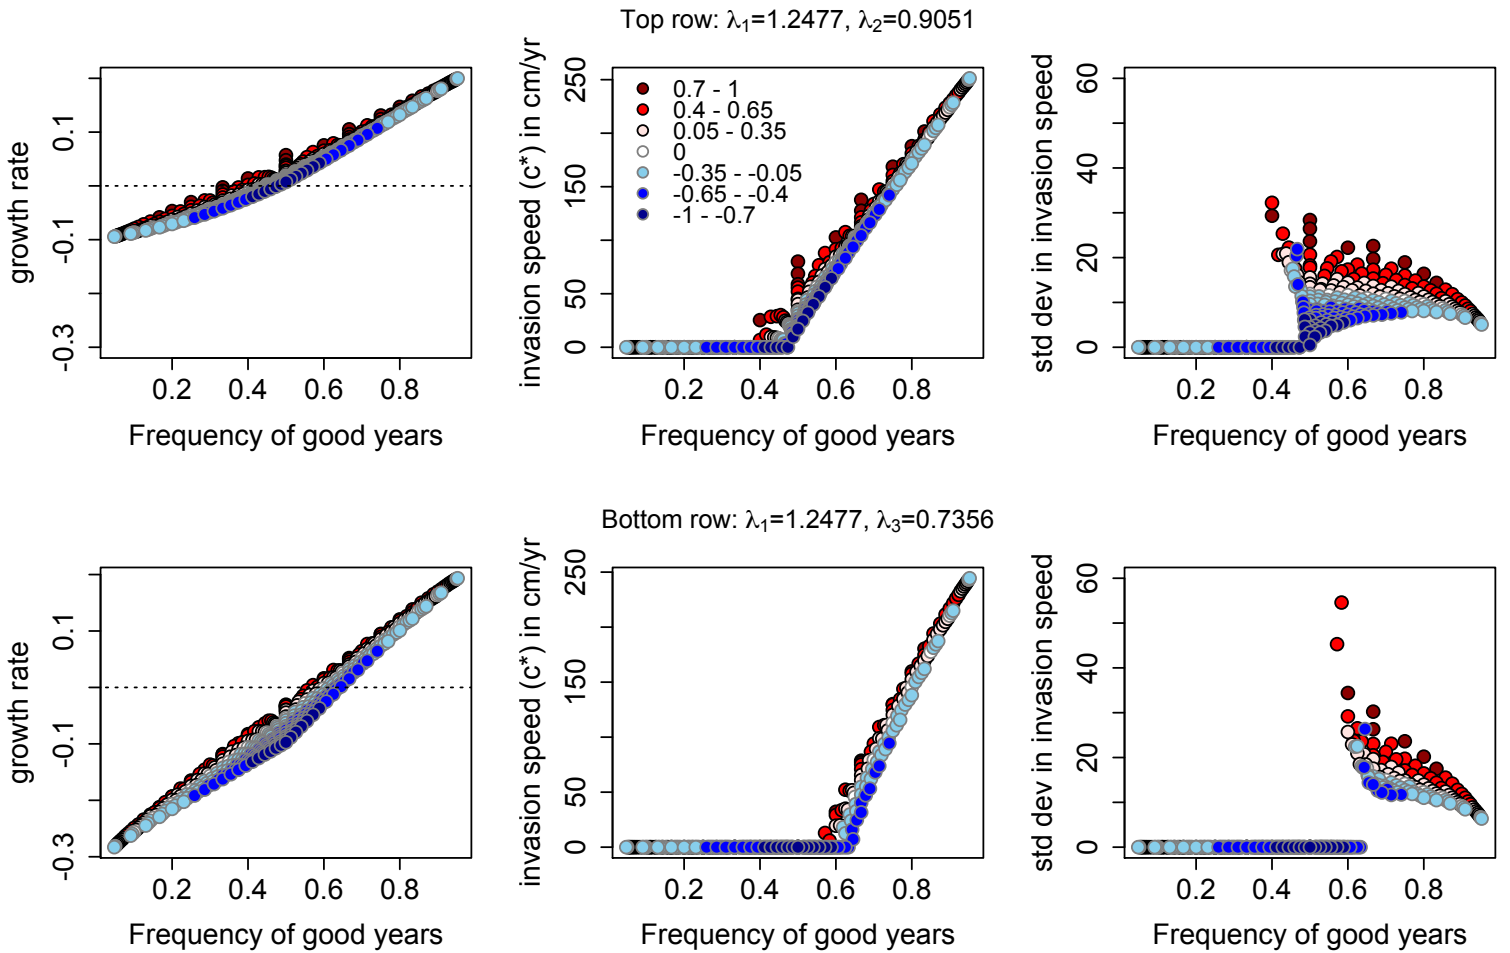 Top row: λ1=1.2477, λ2=0.9051
growth rate
0.1
-0.1
-0.3
0.2 0.4 0.6 0.8
Frequency of good years
invasion speed (c*) in cm/yr
250
150
50
0
0.7 - 1
0.4 - 0.65
0.05 - 0.35
0
-0.35 - -0.05
-0.65 - -0.4
-1 - -0.7
0.2 0.4 0.6 0.8
Frequency of good years
std dev in invasion speed
60
40
20
0
0.2 0.4 0.6 0.8
Frequency of good years
Bottom row: λ1=1.2477, λ3=0.7356
growth rate
0.1
-0.1
-0.3
0.2 0.4 0.6 0.8
Frequency of good years
invasion speed (c*) in cm/yr
250
150
50
0
0.2 0.4 0.6 0.8
Frequency of good years
std dev in invasion speed
60
40
20
0
0.2 0.4 0.6 0.8
Frequency of good years